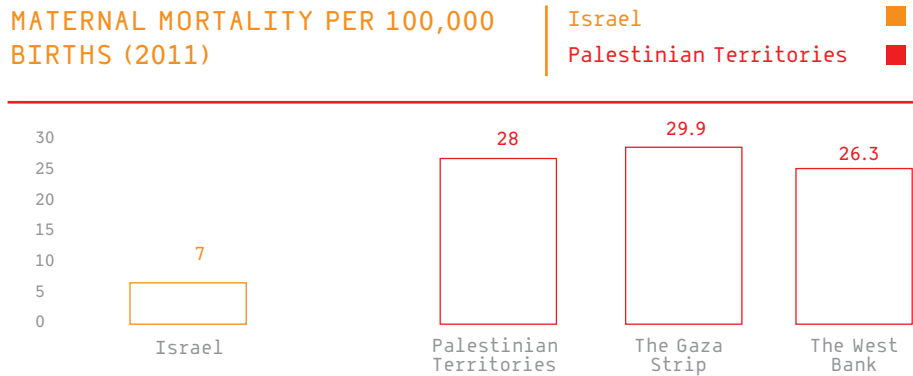 MATERNAL MORTALITY PER 100,000
BIRTHS (2011)
Israel
Palestinian Territories
30
25
20
15
10
5
0
7
28
29.9
26.3
Israel
Palestinian
Territories
The Gaza
Strip
The West
Bank